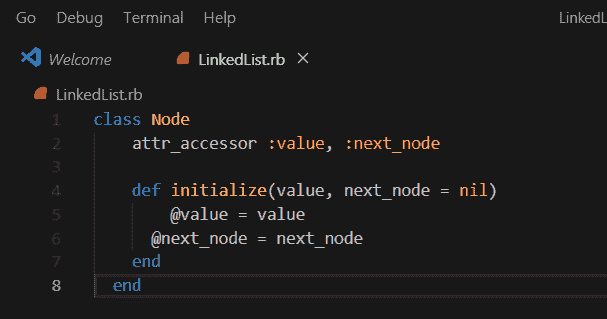 Go Debug Terminal Help LinkedL
Welcome LinkedList.rb ×
LinkedList.rb
1 class Node
2 attr_accessor :value, :next_node
3
4 def initialize(value, next_node = nil)
5 @value = value
6 @next_node = next_node
7 end
8 end